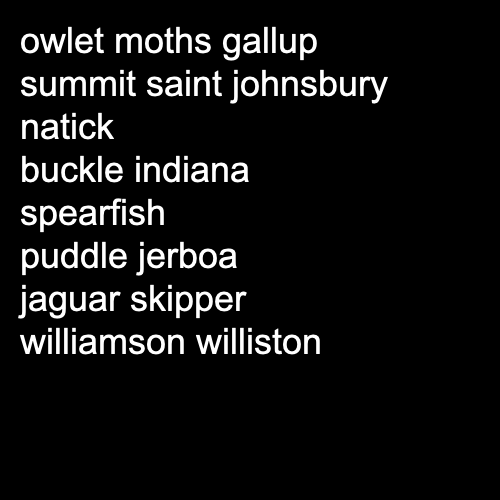 owlet moths gallup
summit saint johnsbury
natick
buckle indiana
spearfish
puddle jerboa
jaguar skipper
williamson williston